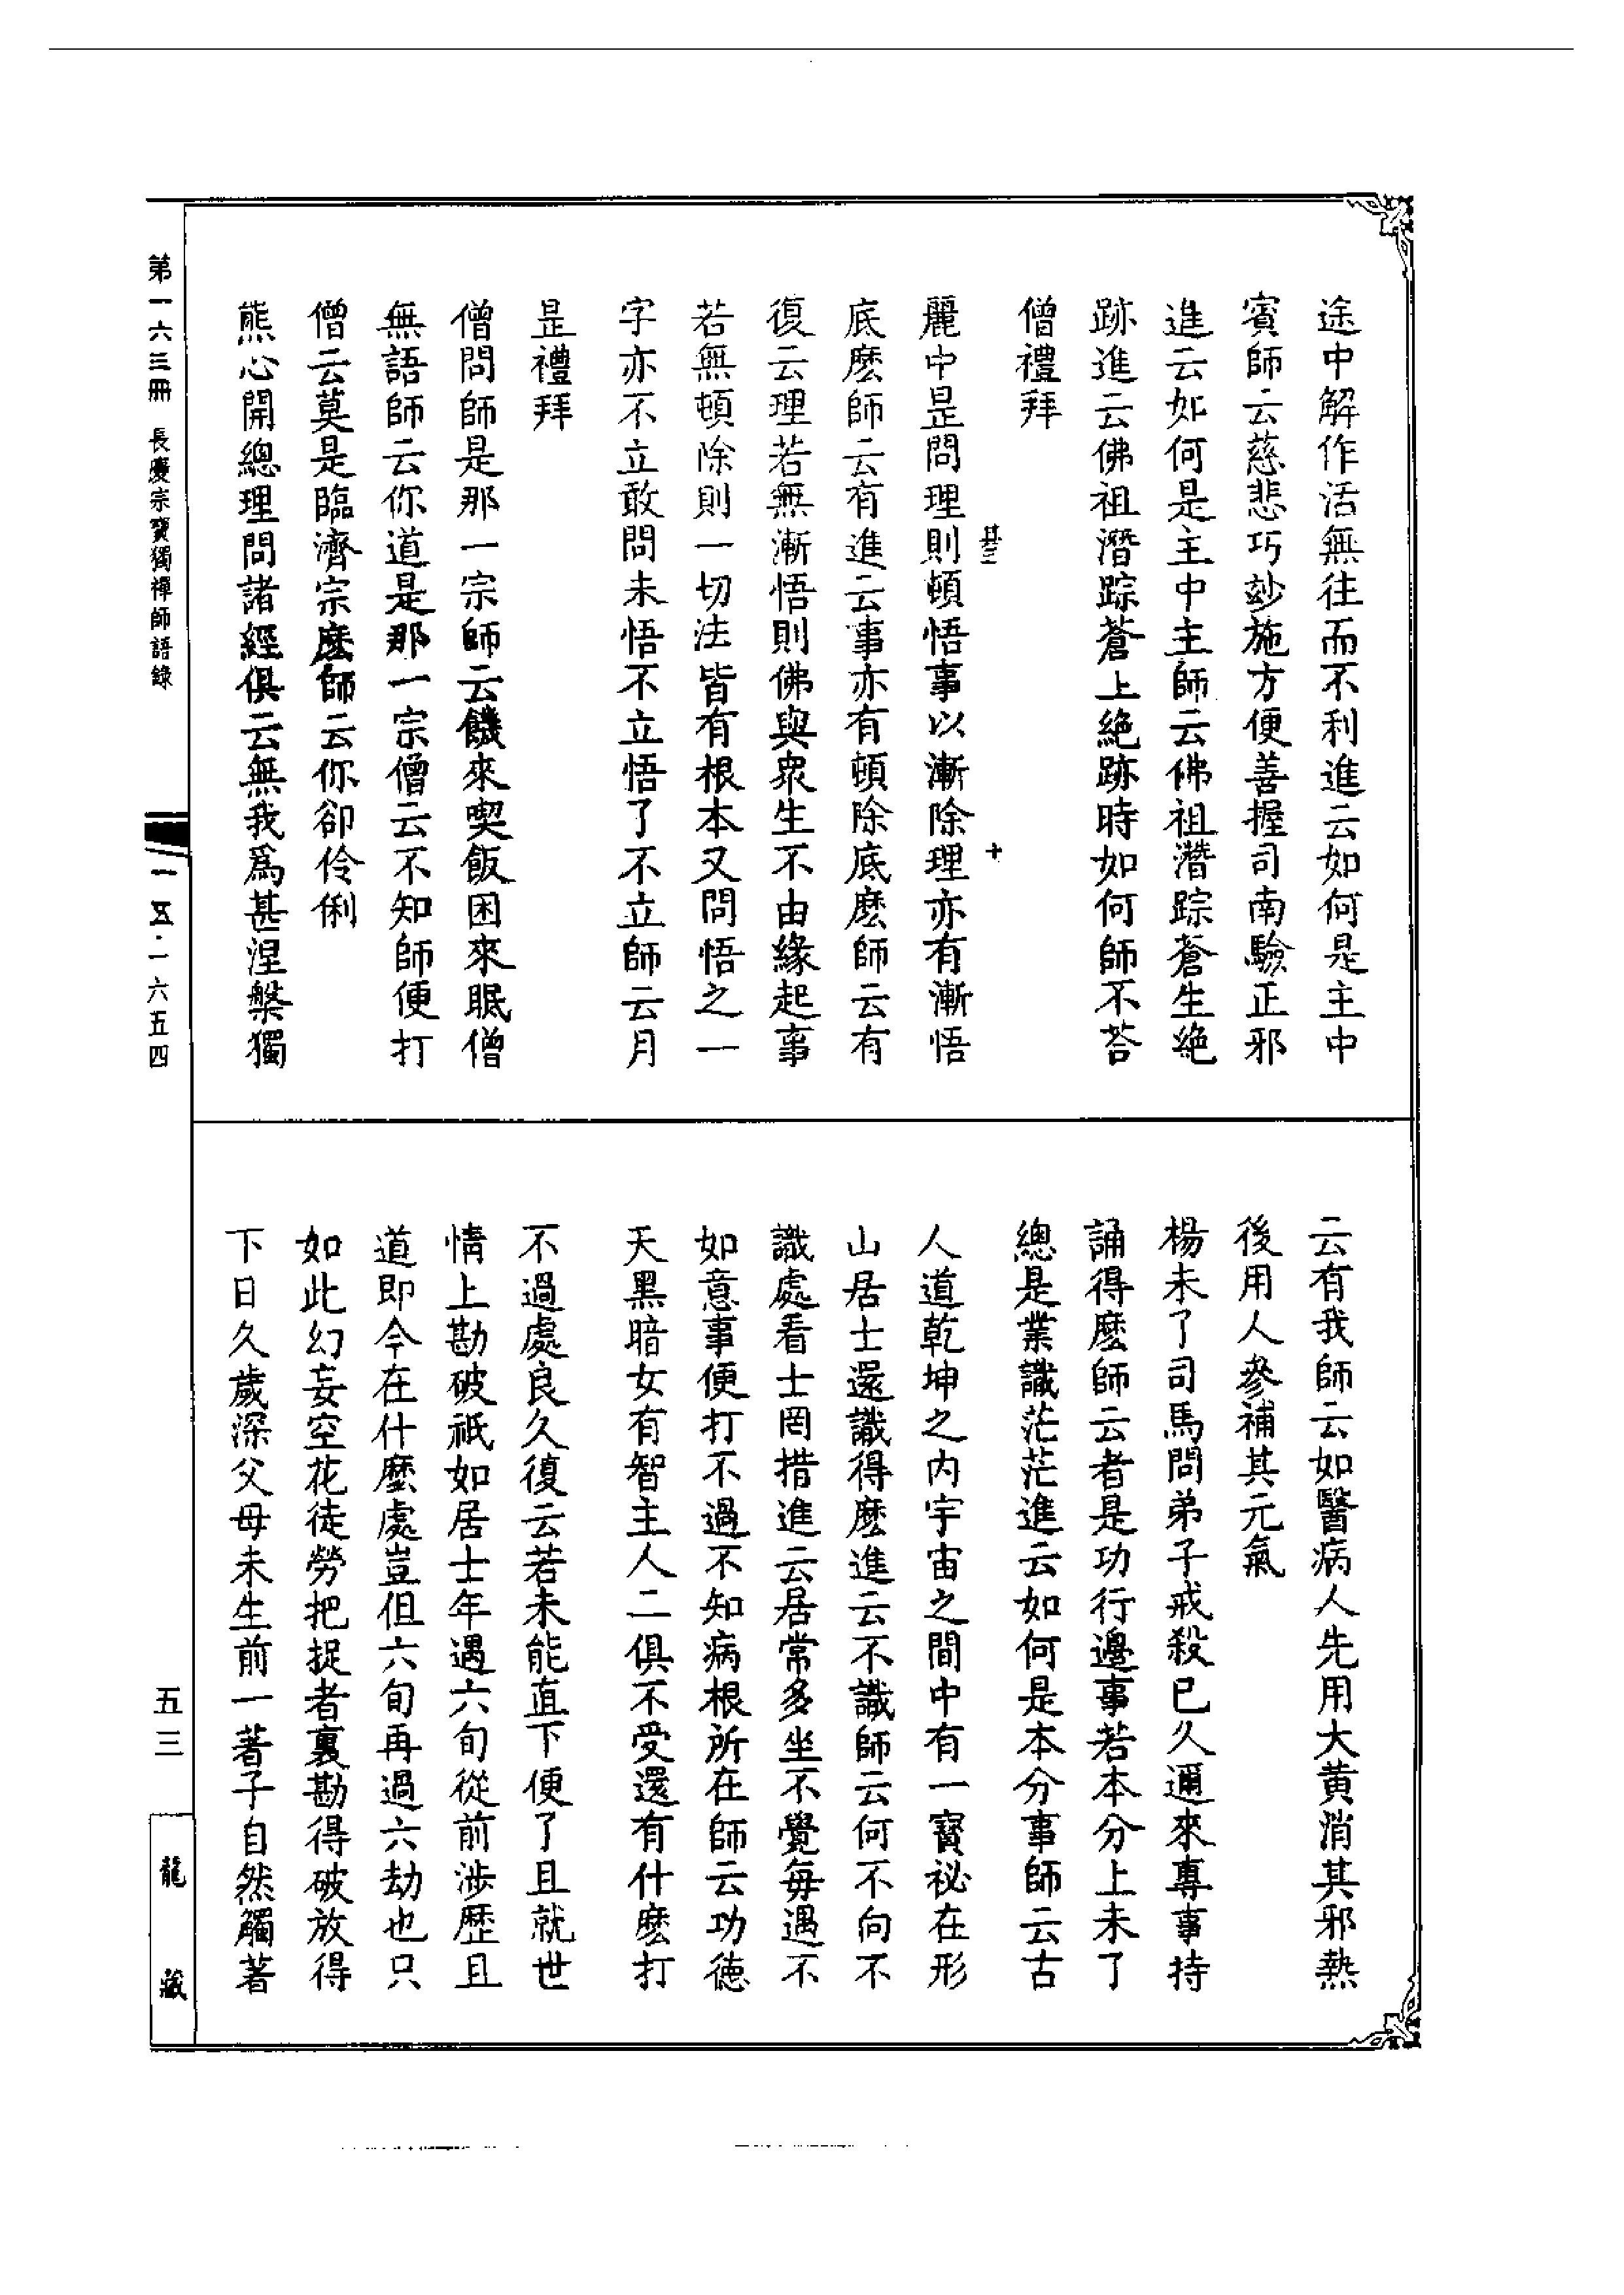 途中解作活無往而不利進云如何是主中
賓師云慈悲巧玅施方便善握司南驗正邪
進云如何是主中主師云佛祖潛踪蒼生絶
跡進云佛祖潛踪蒼上絶跡時如何師不荅
僧禮拜
其三
十
麗中昰問理則頓悟事以漸除理亦有漸悟
底麽師云有進云事亦有頓除底麽師云有
復云理若無漸悟則佛與衆生不由緣起事
若無頓除則一切法皆有根本又問悟之一
字亦不立敢問未悟不立悟了不立師云月
昰禮拜
僧問師是那一宗師云饑來喫飯困來眠僧
無語師云你道是那一宗僧云不知師便打
僧云莫是臨濟宗麽師云你卻伶俐
熊心開總理問諸經俱云無我爲甚涅槃獨
云有我師云如醫病人先用大黄消其邪熱
後用人參補其元氣
楊未了司馬問弟子戒殺已久邇來專事持
誦得麽師云者是功行邊事若本分上未了
總是業識茫茫進云如何是本分事師云古
人道乾坤之内宇宙之間中有一寶祕在形
山居士還識得麽進云不識師云何不向不
識處看士罔措進云居常多坐不覺每遇不
如意事便打不過不知病根所在師云功德
天黑暗女有智主人二俱不受還有什麽打
不過處良久復云若未能直下便了且就世
情上勘破祇如居士年遇六旬從前涉歷且
道即今在什麼處豈但六旬再過六劫也只
如此幻妄空花徒勞把捉者裏勘得破放得
下日久歲深父母未生前一著子自然觸著
第一六三冊 長慶宗寶獨禪師語錄
一五·一六五四
五三
龍藏